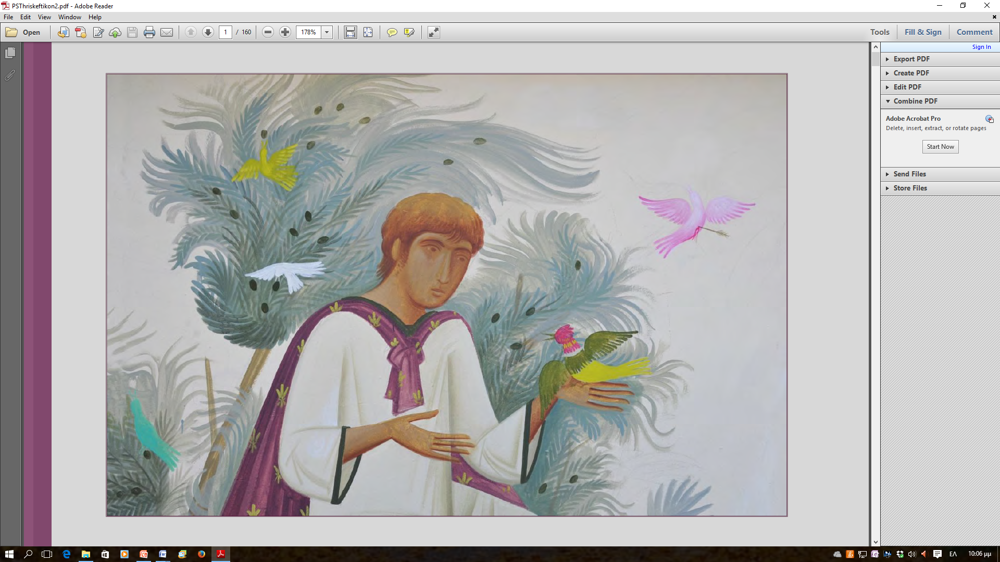 PSThriskeftikon2.pdf - Adobe Reader
File Edit View Window Help
Open 1 / 160 178% Tools Fill & Sign Comment
Sign In
Export PDF
Create PDF
Edit PDF
Combine PDF
Adobe Acrobat Pro
Delete, insert, extract, or rotate pages
Start Now
Send Files
Store Files
ΕΛ 10:06 μμ